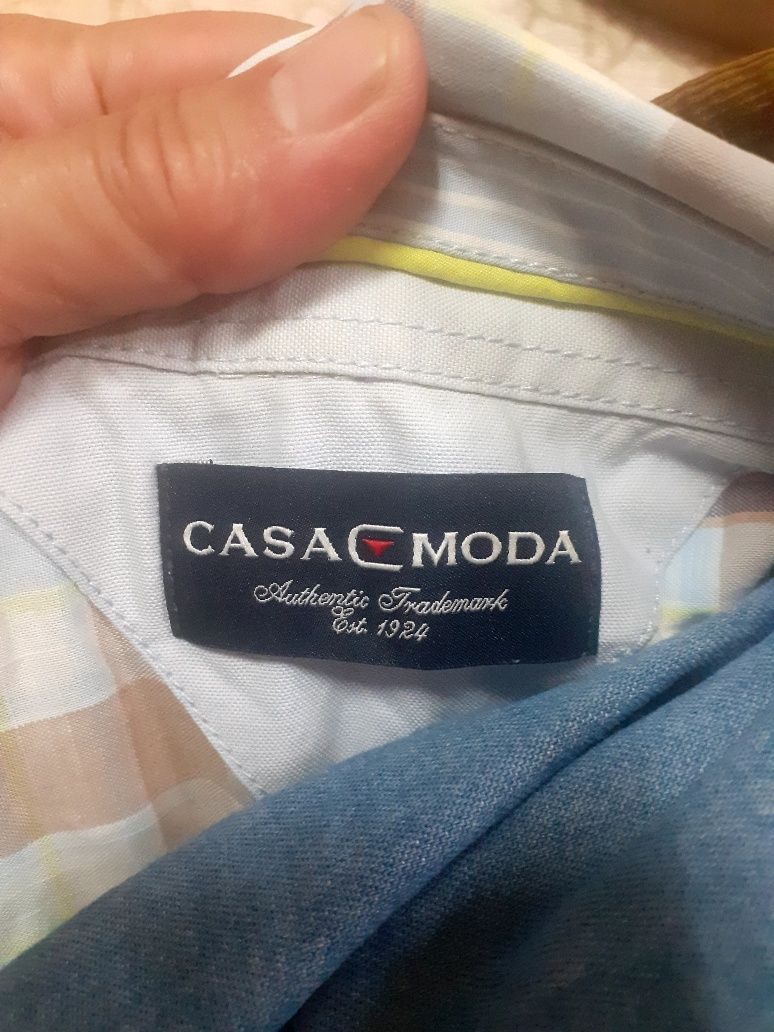 CASA MODA
Authentic Trademark
Est. 1924